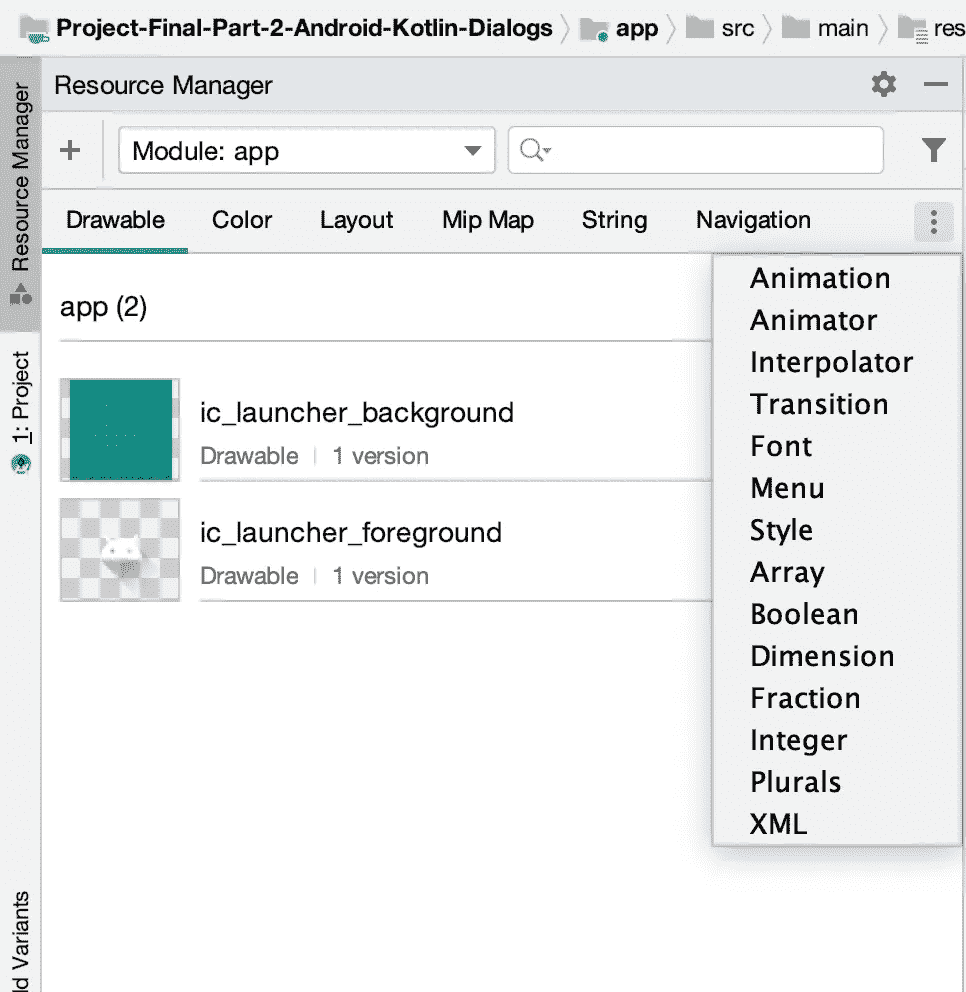 Project-Final-Part-2-Android-Kotlin-Dialogs app src main res
Resource Manager
Resource Manager
Module: app
Drawable Color Layout Mip Map String Navigation
Animation
Animator
Interpolator
Transition
Font
Menu
Style
Array
Boolean
Dimension
Fraction
Integer
Plurals
XML
app (2)
ic_launcher_background
Drawable | 1 version
ic_launcher_foreground
Drawable | 1 version
1: Project
ld Variants